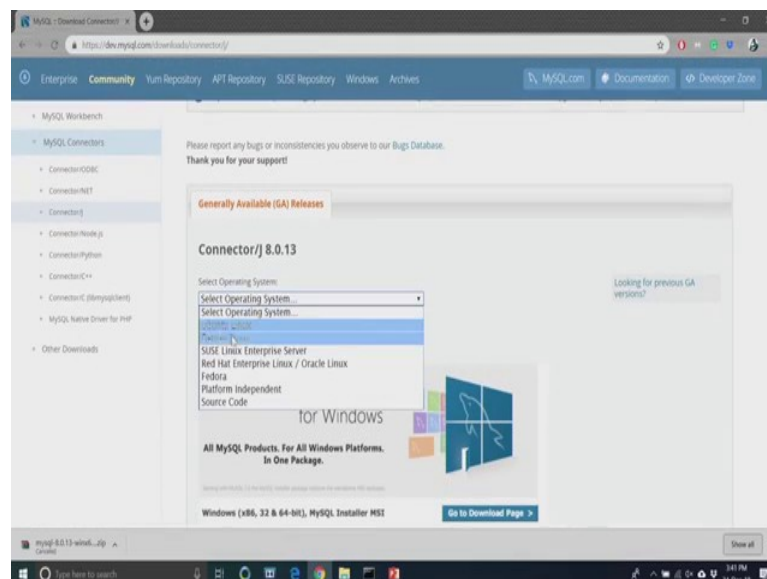 MySQL :: Download Connector/J
https://dev.mysql.com/downloads/connector/j/
Enterprise Community Yum Repository APT Repository SUSE Repository Windows Archives
MySQL.com Documentation Developer Zone
MySQL Workbench
MySQL Connectors
Connector/ODBC
Connector/NET
Connector/J
Connector/Node.js
Connector/Python
Connector/C++
Connector/C (libmysqlclient)
MySQL Native Driver for PHP
Other Downloads
Please report any bugs or inconsistencies you observe to our Bugs Database.
Thank you for your support!
Generally Available (GA) Releases
Connector/J 8.0.13
Select Operating System:
Looking for previous GA
versions?
Select Operating System...
Select Operating System...
SUSE Linux Enterprise Server
Red Hat Enterprise Linux / Oracle Linux
Fedora
Platform Independent
Source Code
for Windows
All MySQL Products. For All Windows Platforms.
In One Package.
Windows (x86, 32 & 64-bit), MySQL Installer MSI
Go to Download Page >
mysql-8.0.13-winx6....zip
Canceled
Show all
Type here to search
3:41 PM